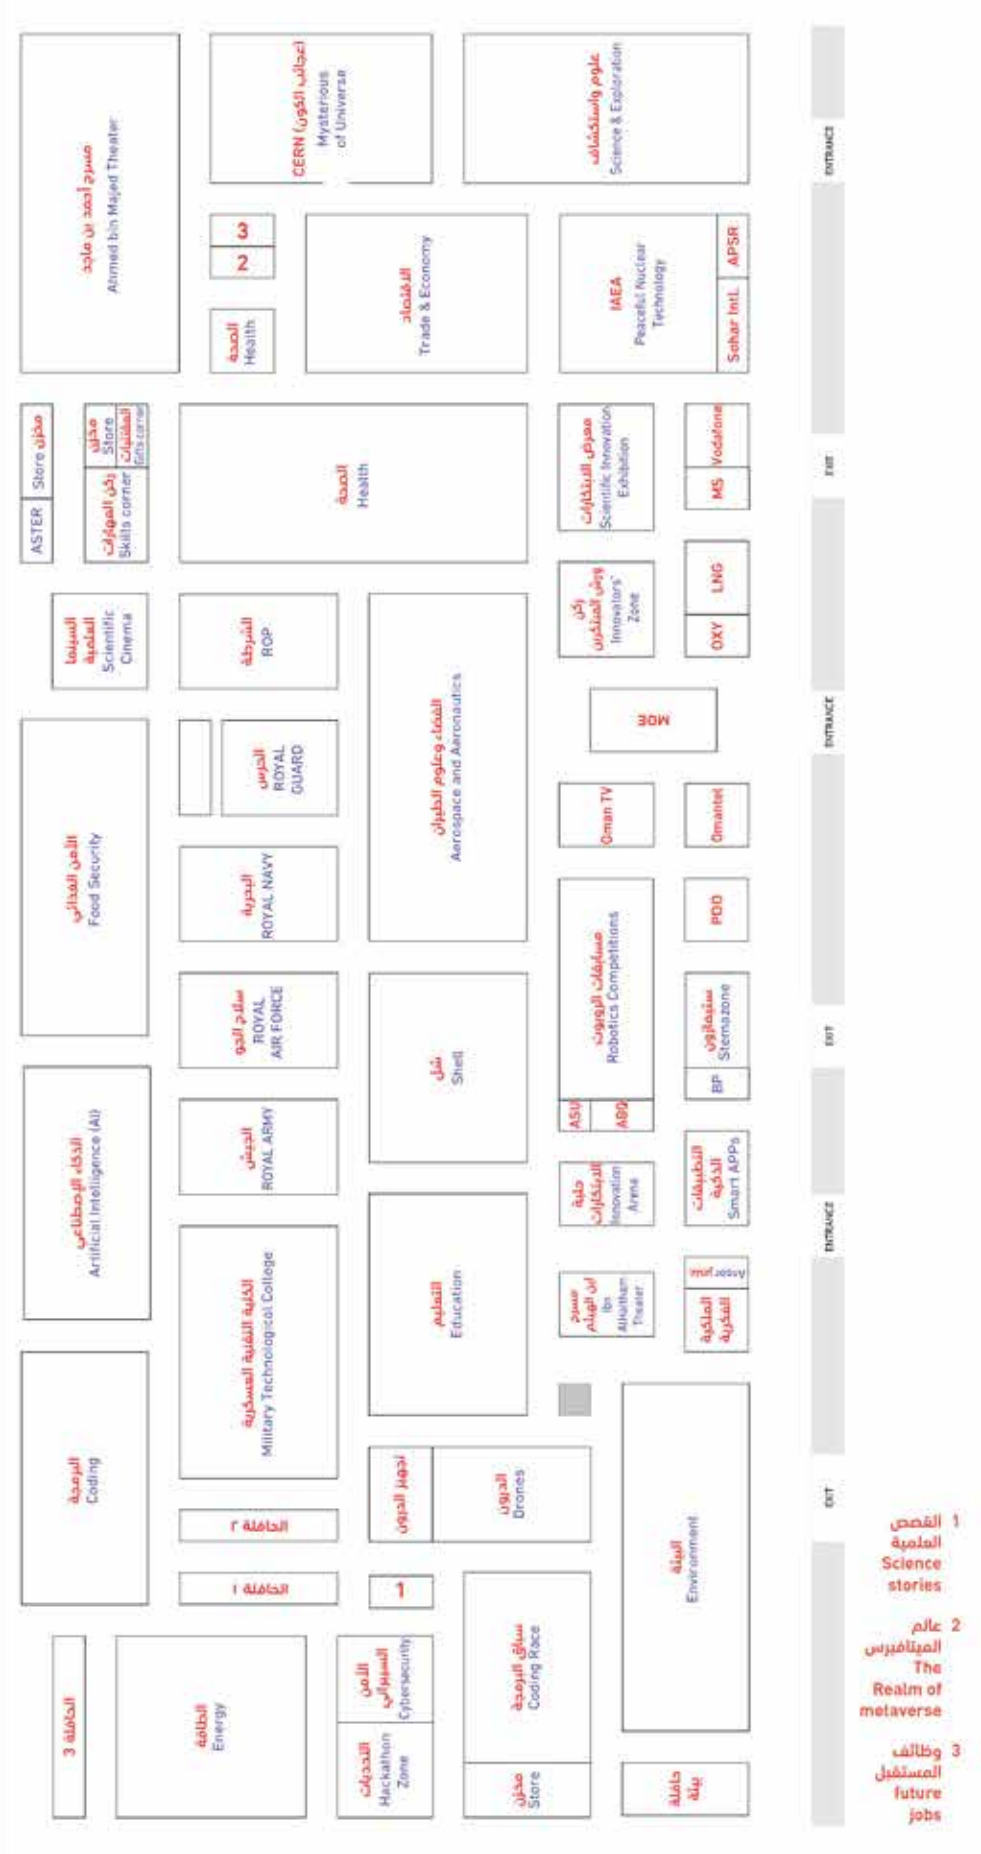 مسرح أحمد بن ماجد
Ahmed bin Majed Theater
CERN (عجائب الكون)
Mysterious
of Universe
علوم واستكشاف
Science & Exploration
ENTRANCE
3
2
الصحة
Health
الاقتصاد
Trade & Economy
IAEA
Peaceful Nuclear
Technology
APSR
Sohar Intl.
Store مخزن
ASTER
مخزن
Store
المقتنيات
Gifts corner
ركن المهارات
Skills corner
الصحة
Health
معرض الابتكارات
Scientific Innovation
Exhibition
Vodafone
MS
EXIT
السينما
العلمية
Scientific
Cinema
الشرطة
ROP
ركن
ورش المبتكرين
Innovators'
Zone
LNG
OXY
الأمن الغذائي
Food Security
الحرس
ROYAL
GUARD
الفضاء وعلوم الطيران
Aerospace and Aeronautics
MOE
ENTRANCE
البحرية
ROYAL NAVY
Oman TV
Omantel
سلاح الجو
ROYAL
AIR FORCE
شل
Shell
مسابقات الروبوت
Robotics Competitions
PDO
ستيمازون
Stemazone
BP
EXIT
الذكاء الإصطناعي
Artificial Intelligence (AI)
الجيش
ROYAL ARMY
ASU
حلبة
الابتكارات
Innovation
Arena
التطبيقات
الذكية
Smart APPs
ENTRANCE
الكلية التقنية العسكرية
Military Technological College
التعليم
Education
مسرح
ابن الهيثم
Ibn
AlHaitham
Theater
الملكية
الفكرية
البرمجة
Coding
الحافلة ٢
تجهيز الدرون
الدرون
Drones
البيئة
Environment
EXIT
الحافلة ١
1
الحافلة 3
الطاقة
Energy
الأمن
السيبراني
Cybersecurity
التحديات
Hackathon
Zone
سباق البرمجة
Coding Race
مخزن
Store
حافلة
بيئة
1 القصص
العلمية
Science
stories
2 عالم
الميتافيرس
The
Realm of
metaverse
3 وظائف
المستقبل
future
jobs